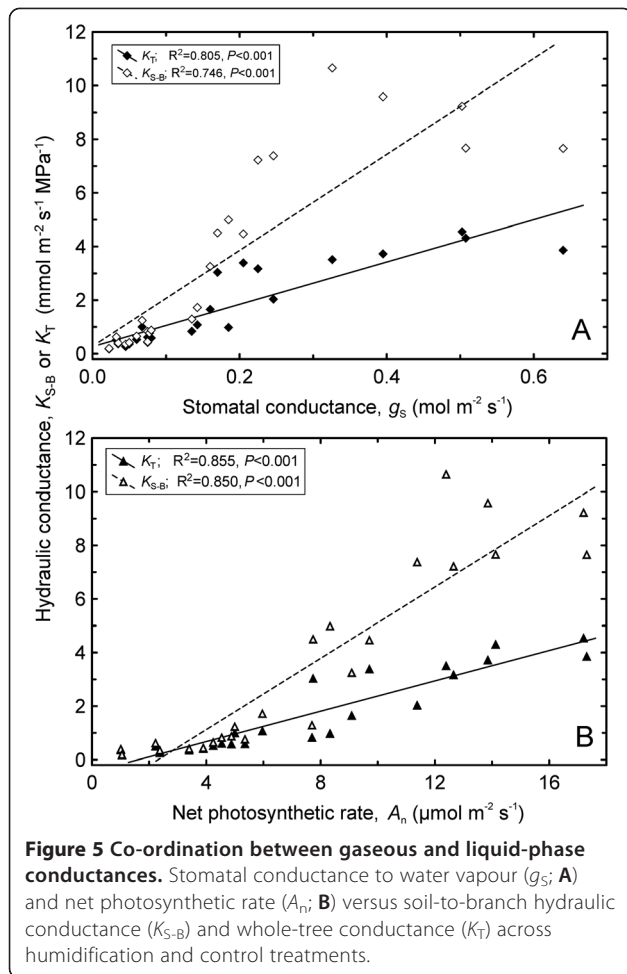 K_T; R²=0.805, P<0.001
K_S-B; R²=0.746, P<0.001
12
10
8
6
4
2
0
A
0.0 0.2 0.4 0.6
Stomatal conductance, g_S (mol m⁻² s⁻¹)
Hydraulic conductance, K_S-B or K_T (mmol m⁻² s⁻¹ MPa⁻¹)
K_T; R²=0.855, P<0.001
K_S-B; R²=0.850, P<0.001
12
10
8
6
4
2
0
B
0 4 8 12 16
Net photosynthetic rate, A_n (µmol m⁻² s⁻¹)
Figure 5 Co-ordination between gaseous and liquid-phase
conductances. Stomatal conductance to water vapour (g_S; A)
and net photosynthetic rate (A_n; B) versus soil-to-branch hydraulic
conductance (K_S-B) and whole-tree conductance (K_T) across
humidification and control treatments.